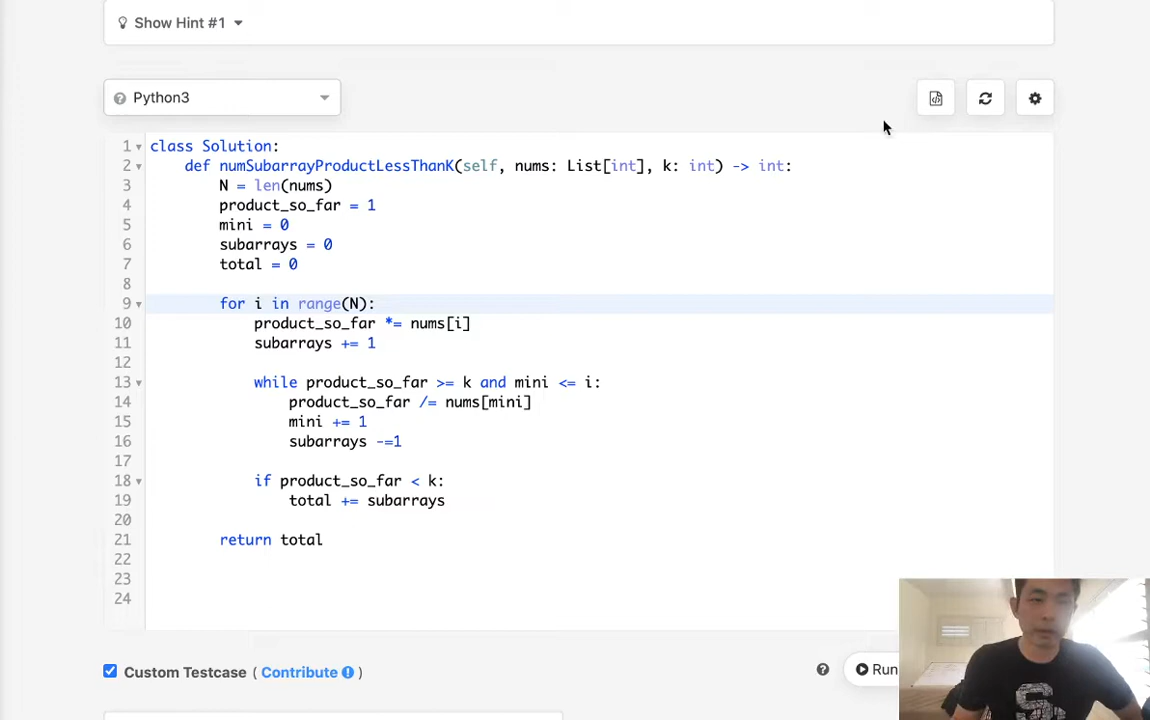 Show Hint #1
Python3
1 class Solution:
2 def numSubarrayProductLessThanK(self, nums: List[int], k: int) -> int:
3 N = len(nums)
4 product_so_far = 1
5 mini = 0
6 subarrays = 0
7 total = 0
8
9 for i in range(N):
10 product_so_far *= nums[i]
11 subarrays += 1
12
13 while product_so_far >= k and mini <= i:
14 product_so_far /= nums[mini]
15 mini += 1
16 subarrays -=1
17
18 if product_so_far < k:
19 total += subarrays
20
21 return total
22
23
24
Custom Testcase ( Contribute )
Run